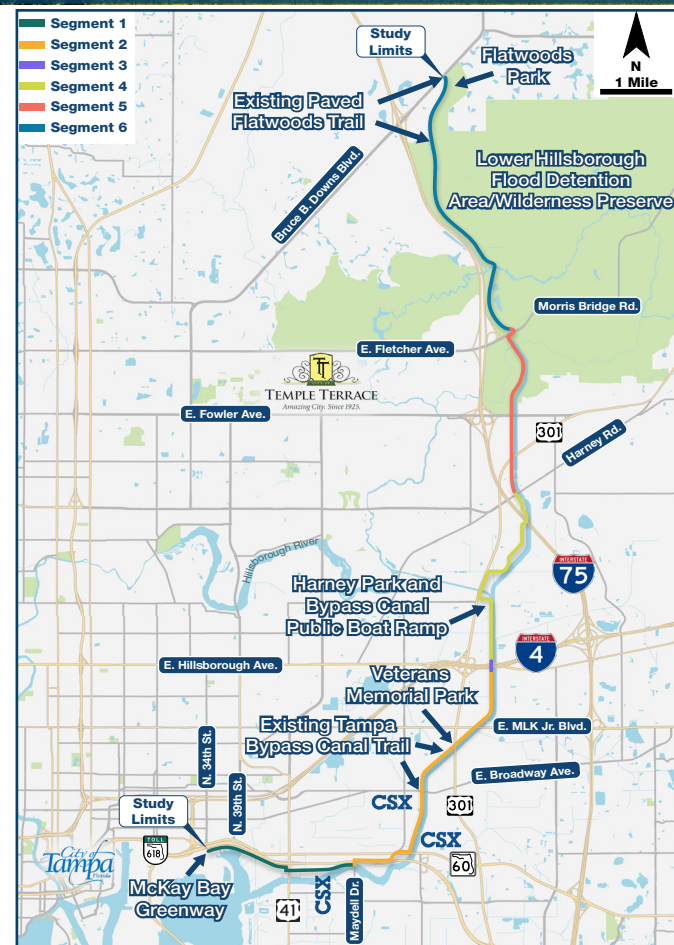 Segment 1
Segment 2
Segment 3
Segment 4
Segment 5
Segment 6
Study
Limits
Flatwoods
Park
N
1 Mile
Existing Paved
Flatwoods Trail
Bruce B. Downs Blvd.
Lower Hillsborough
Flood Detention
Area/Wilderness Preserve
Morris Bridge Rd.
E. Fletcher Ave.
TT
TEMPLE TERRACE
Amazing City. Since 1925.
E. Fowler Ave.
301
Harney Rd.
Hillsborough River
INTERSTATE
75
Harney Park and
Bypass Canal
Public Boat Ramp
INTERSTATE
4
E. Hillsborough Ave.
Veterans
Memorial Park
E. MLK Jr. Blvd.
Existing Tampa
Bypass Canal Trail
N. 34th St.
E. Broadway Ave.
N. 39th St.
CSX
301
Study
Limits
TOLL
618
CSX
60
City of
Tampa
Florida
McKay Bay
Greenway
41
CSX
Maydell Dr.